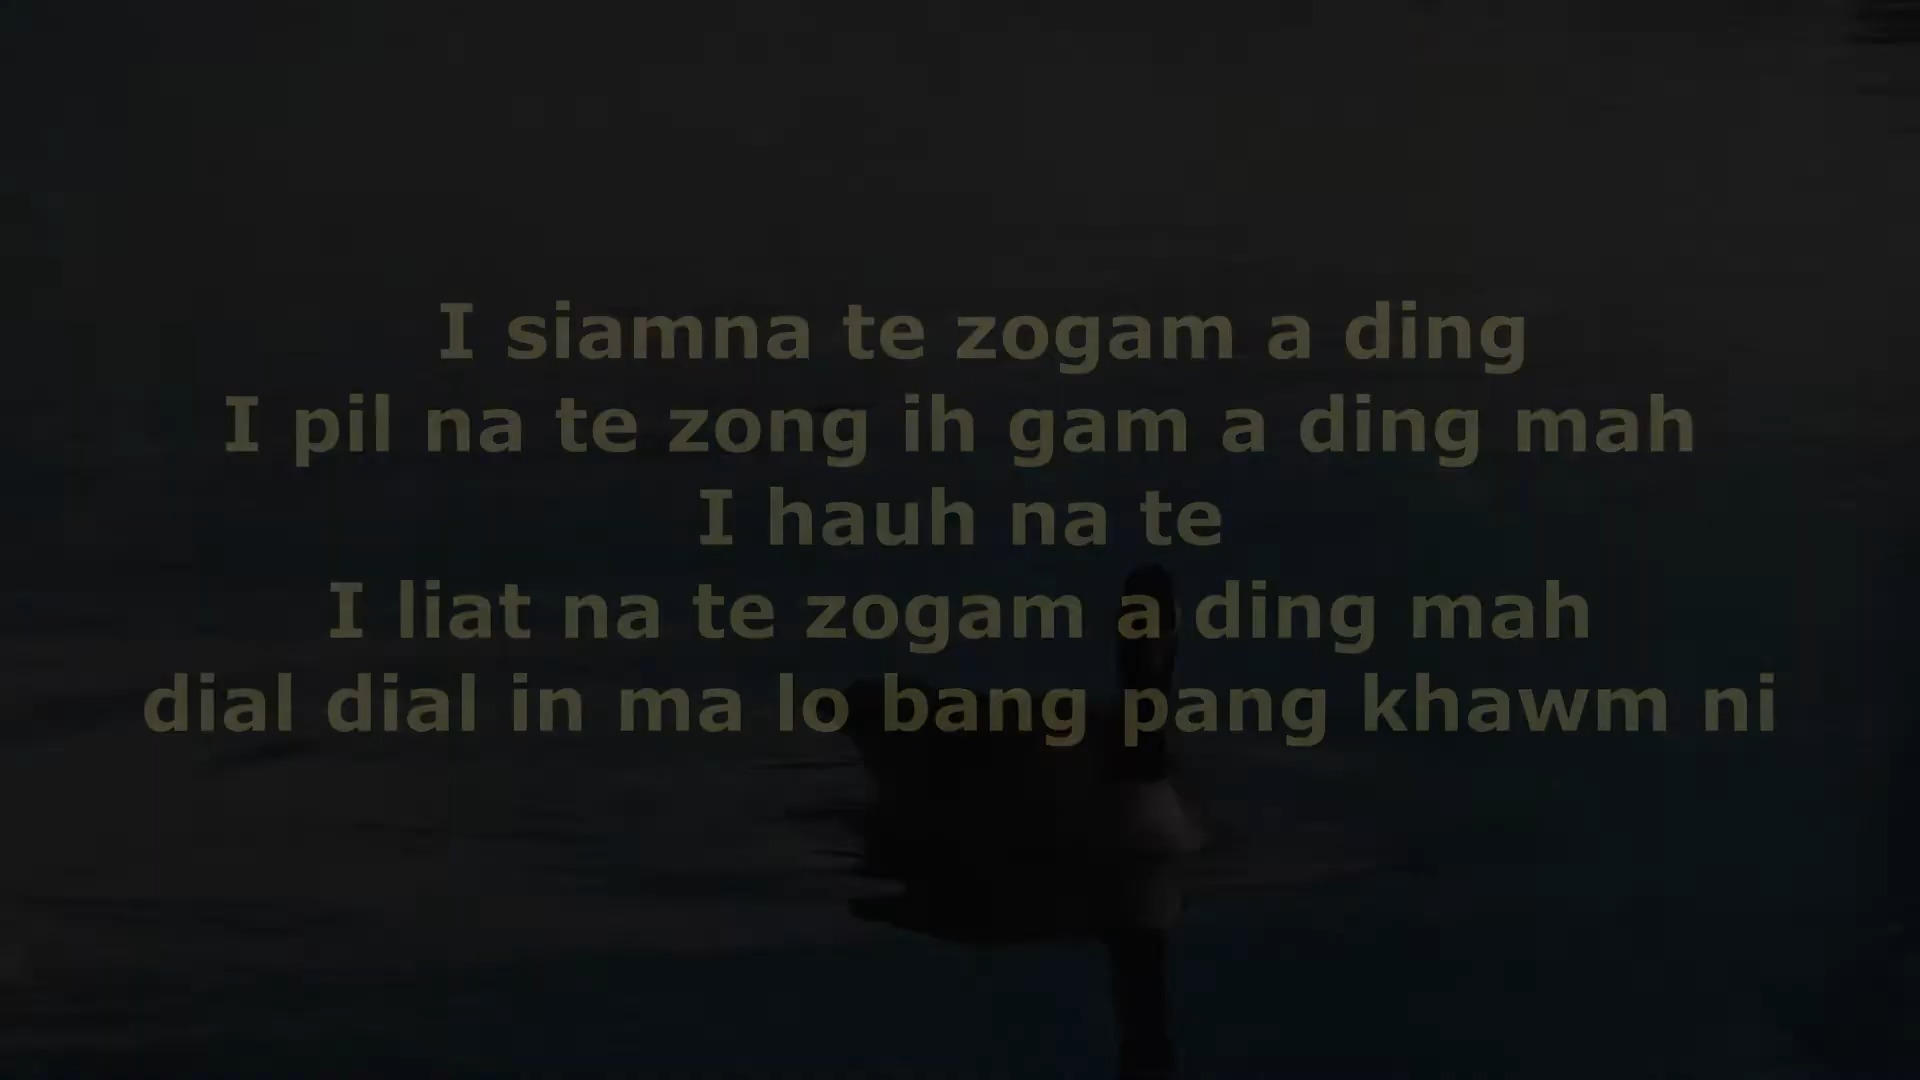 I siamna te zogam a ding
I pil na te zong ih gam a ding mah
I hauh na te
I liat na te zogam a ding mah
dial dial in ma lo bang pang khawm ni